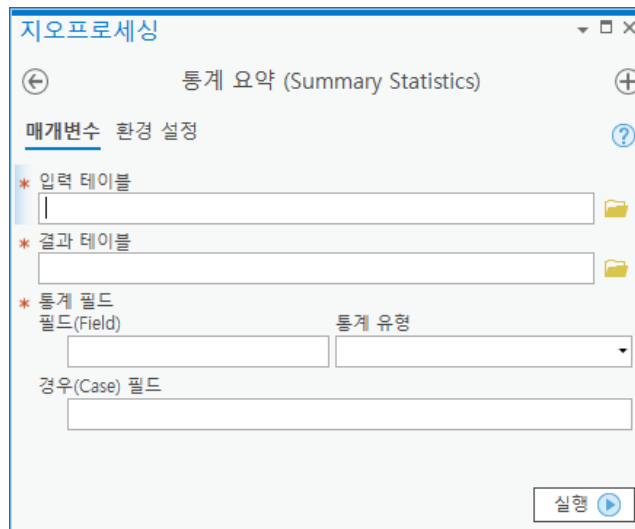 지오프로세싱
통계 요약 (Summary Statistics)
매개변수 환경 설정
?
* 입력 테이블
* 결과 테이블
* 통계 필드
필드(Field) 통계 유형
경우(Case) 필드
실행